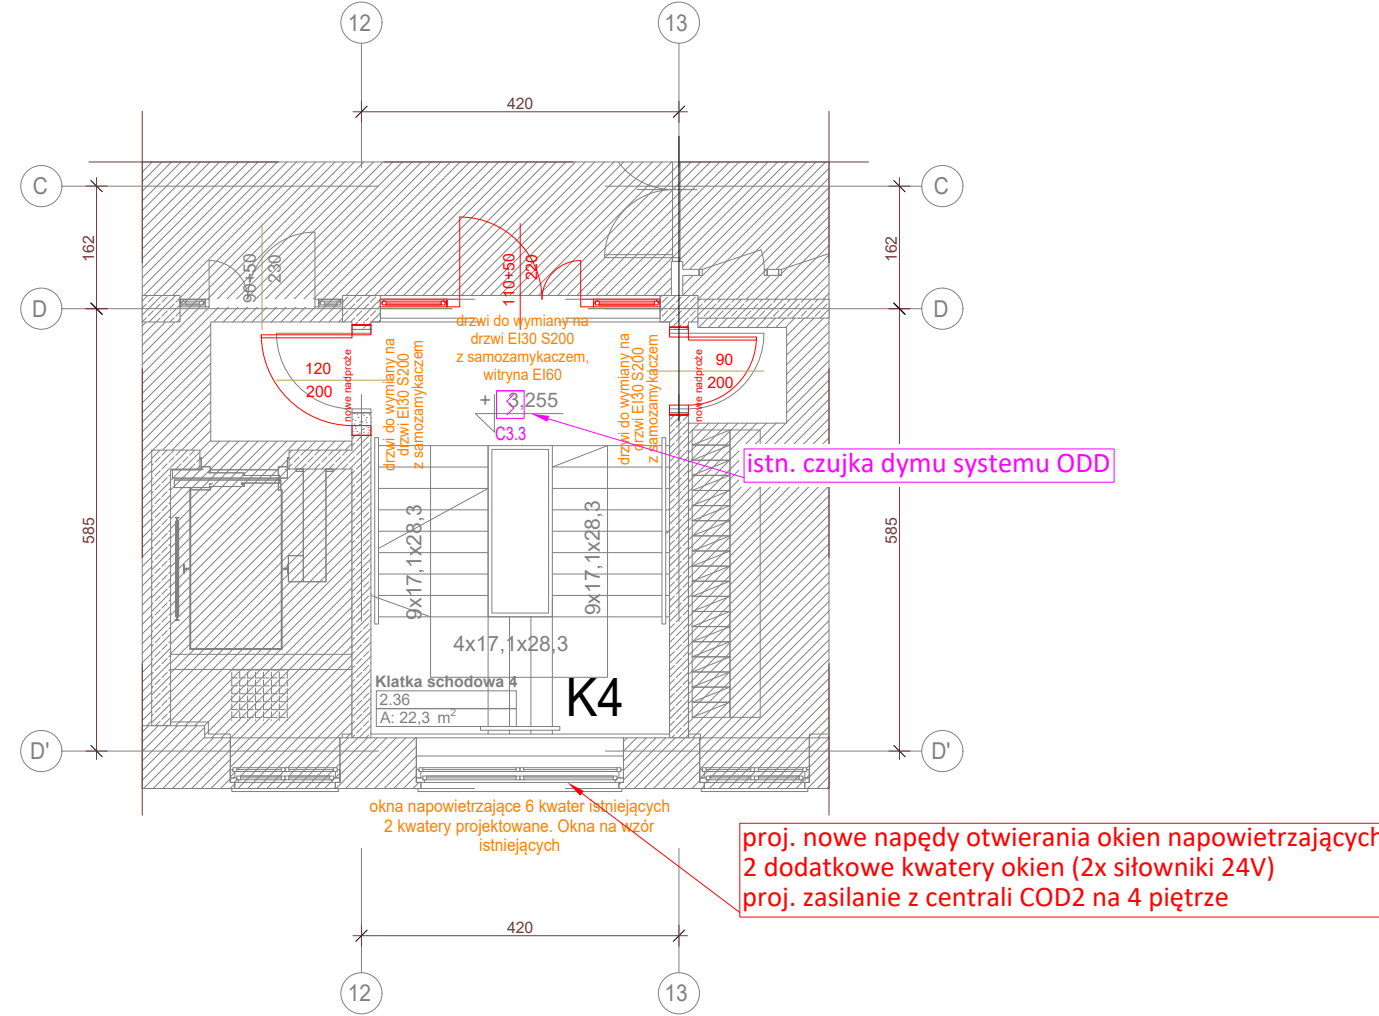 12
13
420
C
C
162
162
90+50
230
110+50
220
D
D
drzwi do wymiany na
drzwi EI30 S200
z samozamykaczem,
witryna EI60
120
200
nowe nadproże
drzwi do wymiany na
drzwi EI30 S200
z samozamykaczem
drzwi do wymiany na
drzwi EI30 S200
z samozamykaczem
nowe nadproże
90
200
+ 3,255
C3.3
istn. czujka dymu systemu ODD
585
585
9x17,1x28,3
9x17,1x28,3
4x17,1x28,3
Klatka schodowa 4
2.36
A: 22,3 m²
K4
D'
D'
okna napowietrzające 6 kwater istniejących
2 kwatery projektowane. Okna na wzór
istniejących
proj. nowe napędy otwierania okien napowietrzających
2 dodatkowe kwatery okien (2x siłowniki 24V)
proj. zasilanie z centrali COD2 na 4 piętrze
420
12
13